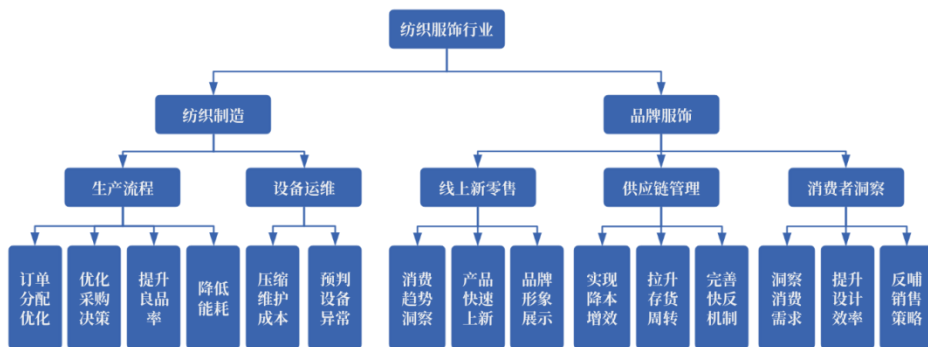 纺织服饰行业
纺织制造
品牌服饰
生产流程
设备运维
线上新零售
供应链管理
消费者洞察
订单
分配
优化
优化
采购
决策
提升
良品
率
降低
能耗
压缩
维护
成本
预判
设备
异常
消费
趋势
洞察
产品
快速
上新
品牌
形象
展示
实现
降本
增效
拉升
存货
周转
完善
快反
机制
洞察
消费
需求
提升
设计
效率
反哺
销售
策略